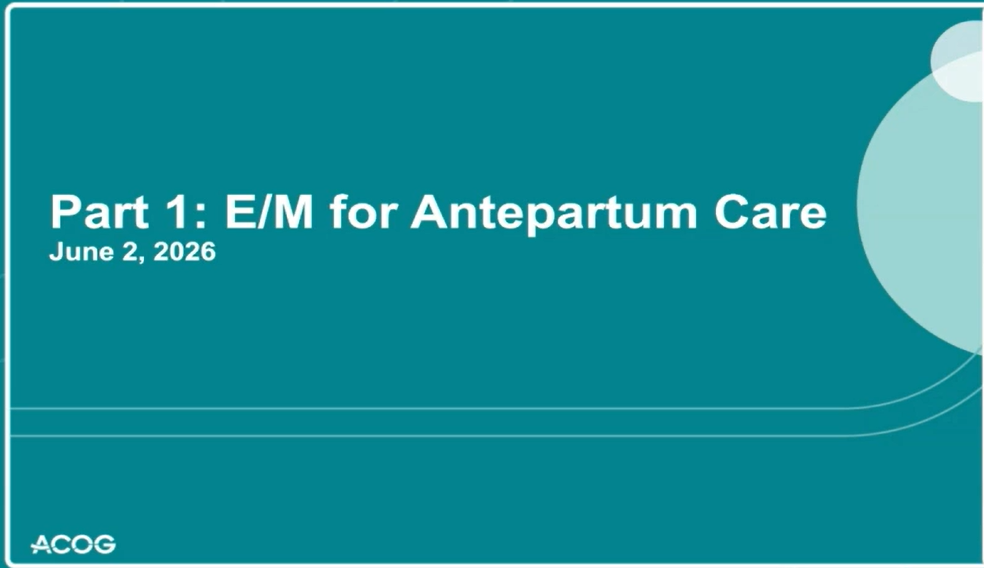 Part 1: E/M for Antepartum Care
June 2, 2026
ACOG